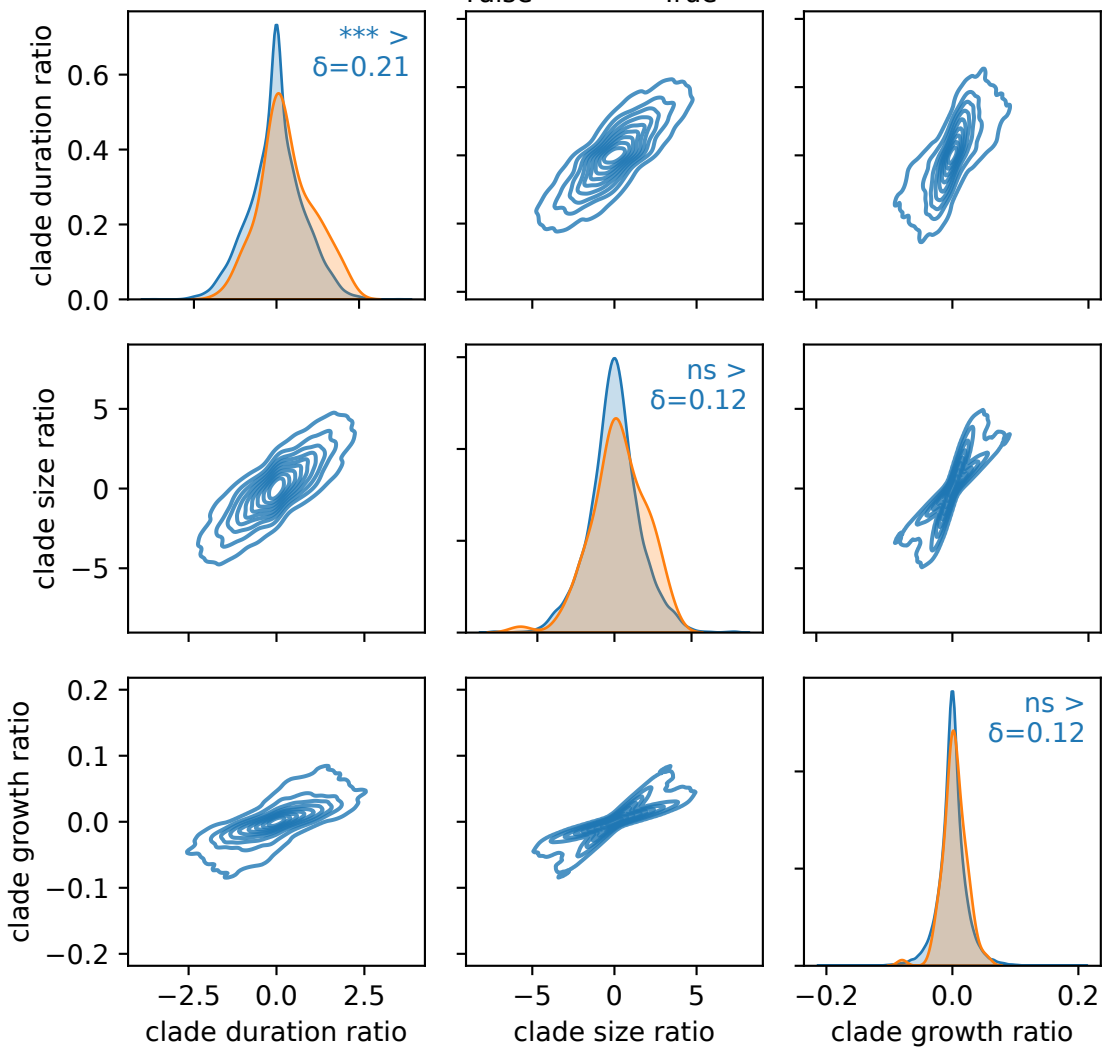 False True
clade duration ratio
0.6
0.4
0.2
0.0
*** >
δ=0.21
clade size ratio
5
0
−5
ns >
δ=0.12
clade growth ratio
0.2
0.1
0.0
−0.1
−0.2
ns >
δ=0.12
−2.5 0.0 2.5
−5 0 5
−0.2 0.0 0.2
clade duration ratio
clade size ratio
clade growth ratio